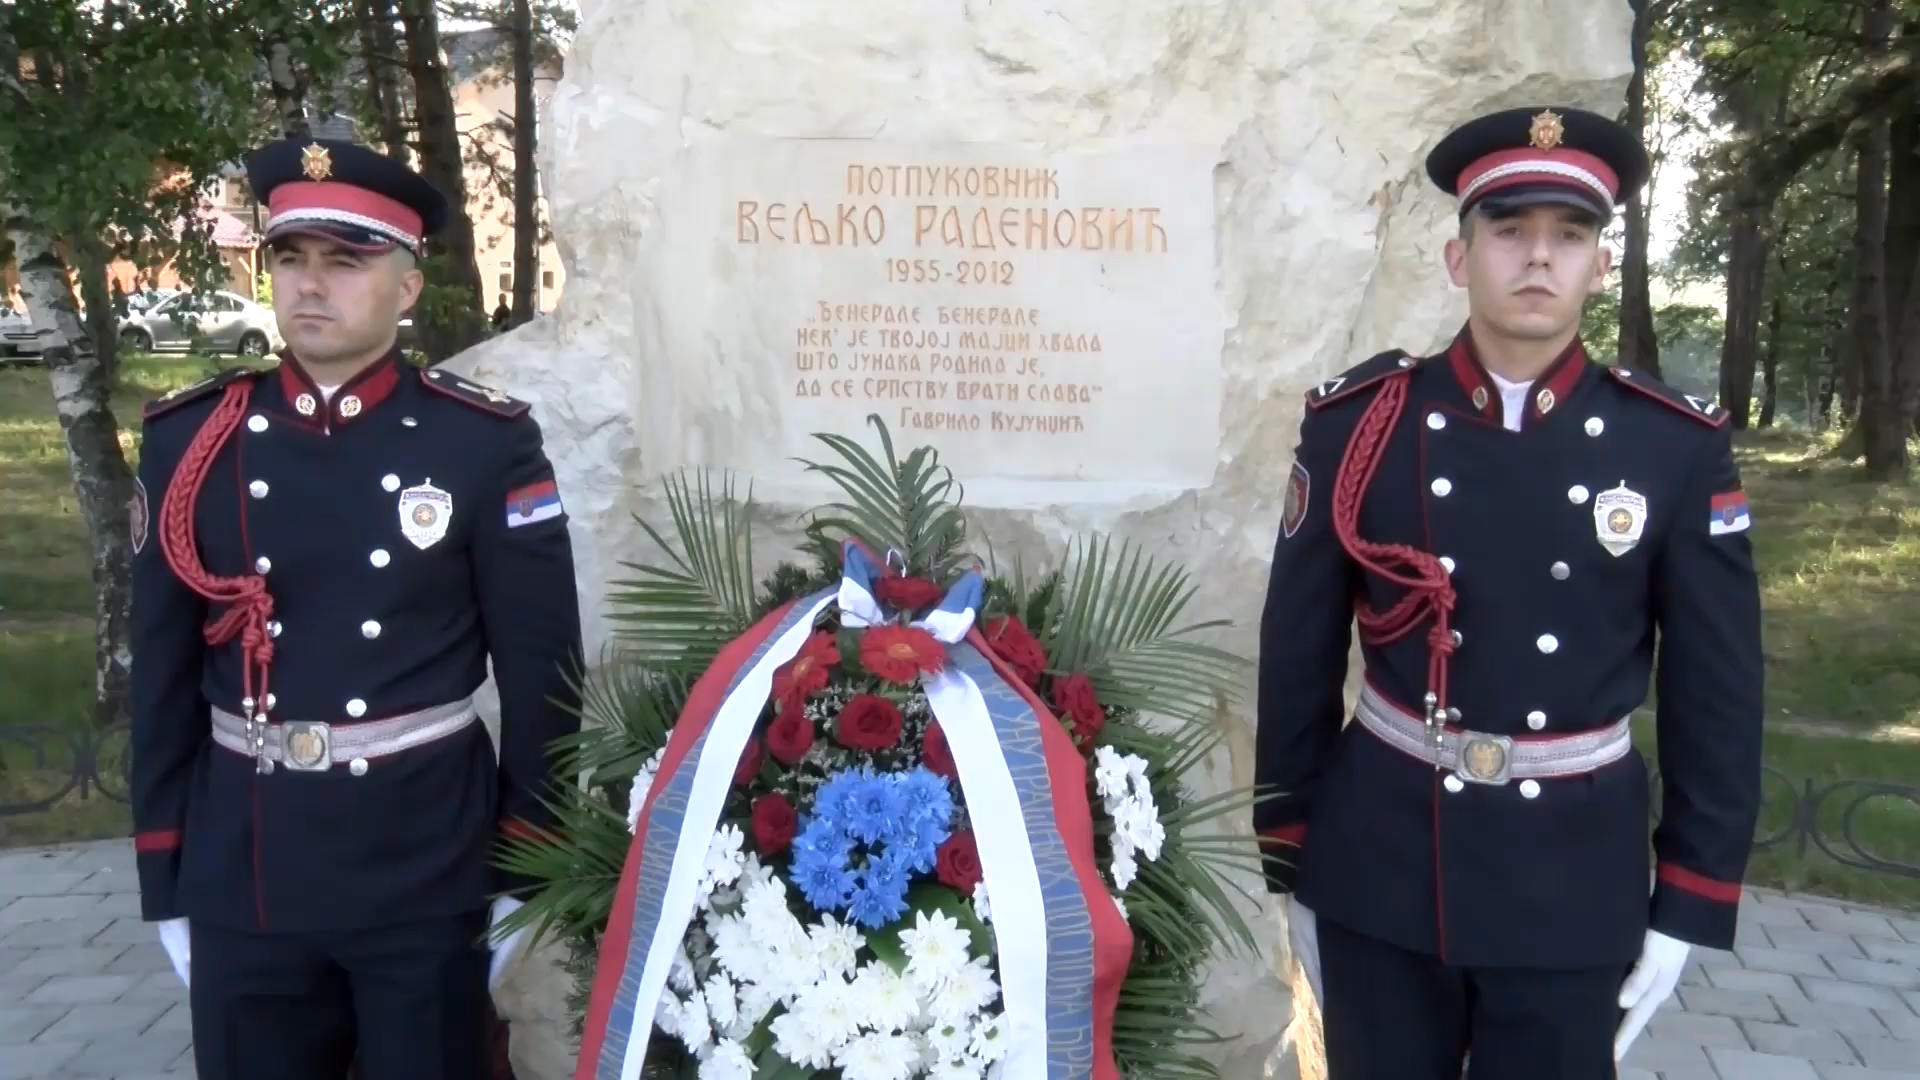 ПОТПУКОВНИК
ВЕЉКО РАДЕНОВИЋ
1955-2012
„Ђенерале ђенерале
нек' је твојој мајци хвала
што јунака родила је,
да се Српству врати слава"
Гаврило Кујунџић